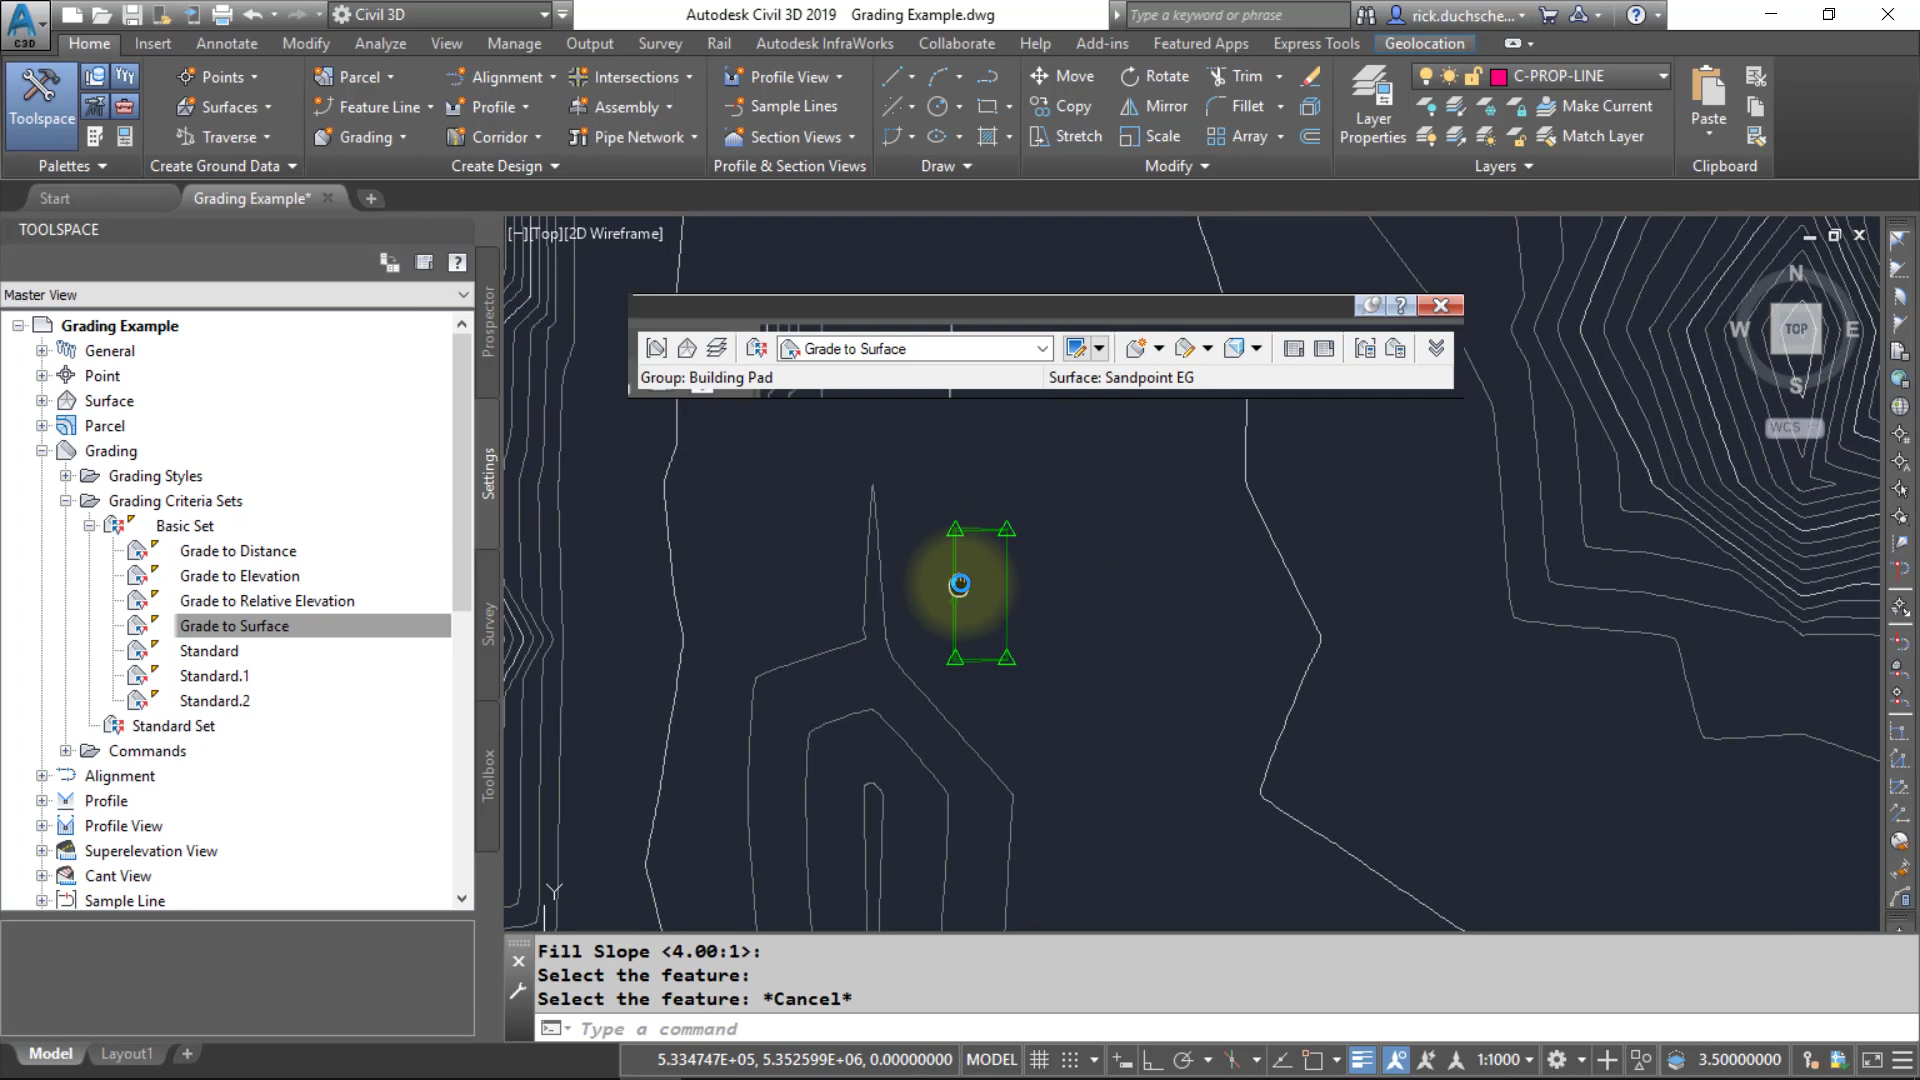 Civil 3D
Autodesk Civil 3D 2019 Grading Example.dwg
Type a keyword or phrase
rick.duchsche...
C3D
Home Insert Annotate Modify Analyze View Manage Output Survey Rail Autodesk InfraWorks Collaborate Help Add-ins Featured Apps Express Tools Geolocation
Toolspace
Points
Surfaces
Traverse
Parcel
Feature Line
Grading
Alignment
Profile
Corridor
Intersections
Assembly
Pipe Network
Profile View
Sample Lines
Section Views
Move
Copy
Stretch
Rotate
Mirror
Scale
Trim
Fillet
Array
Layer
Properties
C-PROP-LINE
Make Current
Match Layer
Paste
Palettes Create Ground Data Create Design Profile & Section Views Draw Modify Layers Clipboard
Start
Grading Example*
TOOLSPACE
Master View
Grading Example
General
Point
Surface
Parcel
Grading
Grading Styles
Grading Criteria Sets
Basic Set
Grade to Distance
Grade to Elevation
Grade to Relative Elevation
Grade to Surface
Standard
Standard.1
Standard.2
Standard Set
Commands
Alignment
Profile
Profile View
Superelevation View
Cant View
Sample Line
Prospector
Settings
Survey
Toolbox
[−][Top][2D Wireframe]
Grade to Surface
Group: Building Pad
Surface: Sandpoint EG
N
W TOP E
S
WCS
Y
Fill Slope <4.00:1>:
Select the feature:
Select the feature: *Cancel*
Type a command
Model Layout1
5.334747E+05, 5.352599E+06, 0.00000000
MODEL
1:1000
3.50000000